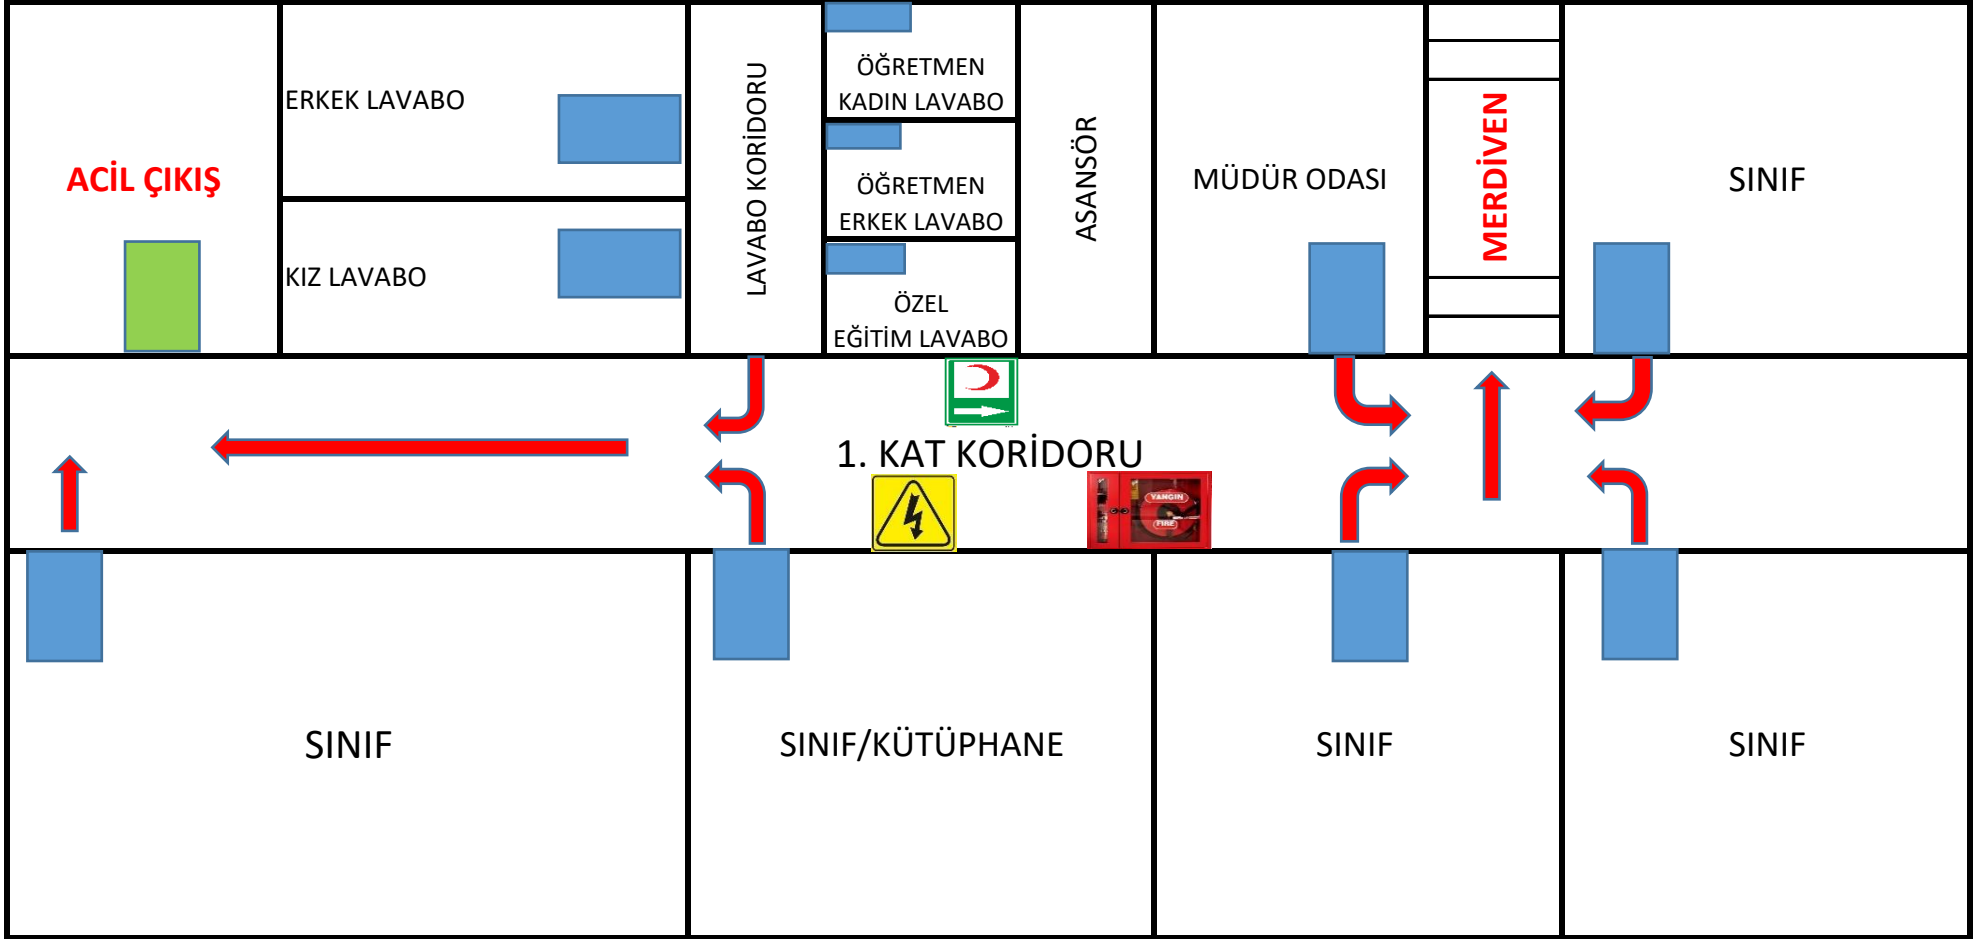 ACİL ÇIKIŞ
ERKEK LAVABO
KIZ LAVABO
LAVABO KORİDORU
ÖĞRETMEN
KADIN LAVABO
ÖĞRETMEN
ERKEK LAVABO
ÖZEL
EĞİTİM LAVABO
ASANSÖR
MÜDÜR ODASI
MERDİVEN
SINIF
1. KAT KORİDORU
YANGIN
FIRE
SINIF
SINIF/KÜTÜPHANE
SINIF
SINIF